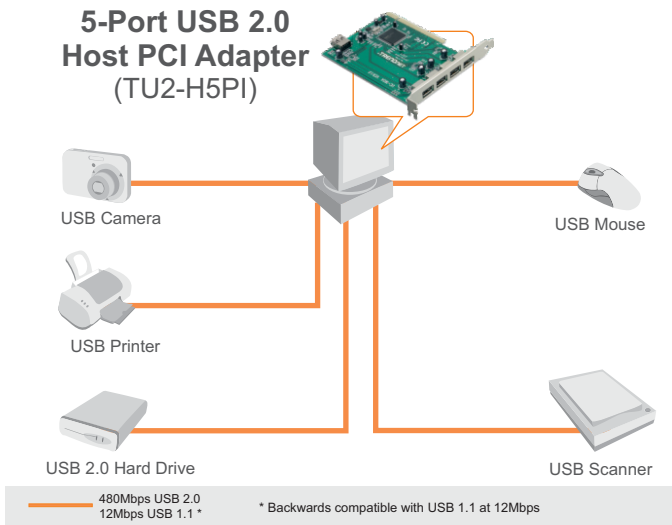 5-Port USB 2.0
Host PCI Adapter
(TU2-H5PI)
USB Camera
USB Mouse
USB Printer
USB 2.0 Hard Drive
USB Scanner
480Mbps USB 2.0
12Mbps USB 1.1 *
* Backwards compatible with USB 1.1 at 12Mbps